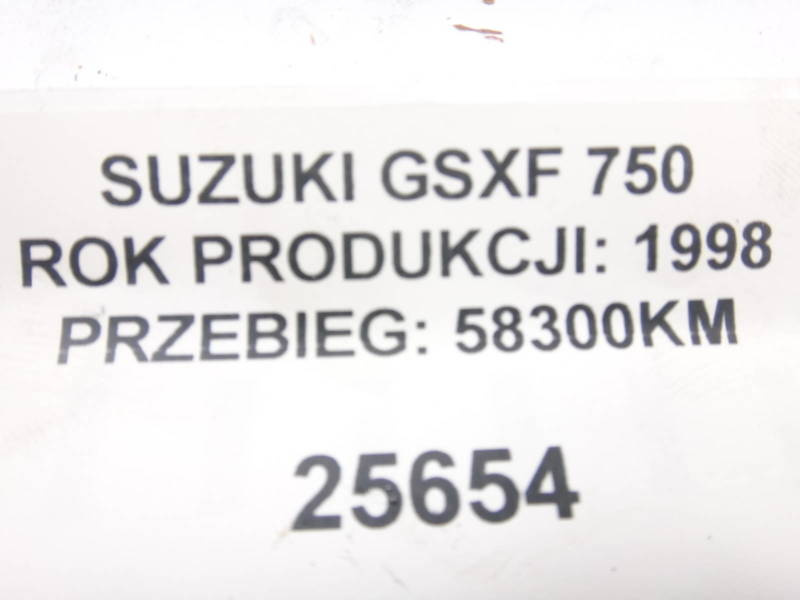 SUZUKI GSXF 750
ROK PRODUKCJI: 1998
PRZEBIEG: 58300KM
25654